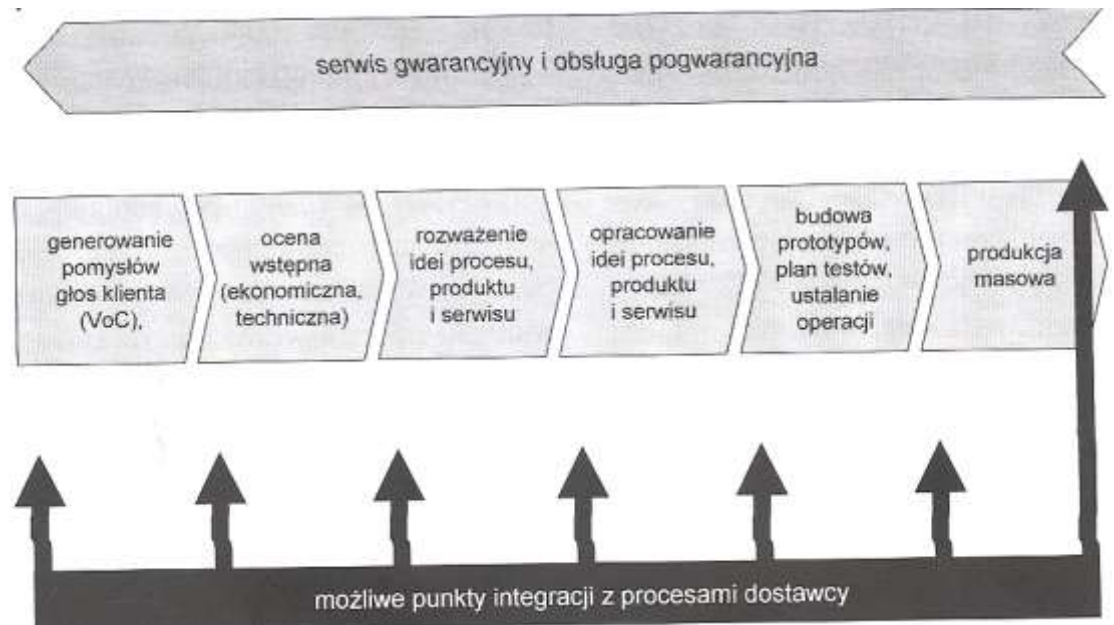 serwis gwarancyjny i obsługa pogwarancyjna
generowanie
pomysłów
głos klienta
(VoC),
ocena
wstępna
(ekonomiczna,
techniczna)
rozważenie
idei procesu,
produktu
i serwisu
opracowanie
idei procesu,
produktu
i serwisu
budowa
prototypów,
plan testów,
ustalanie
operacji
produkcja
masowa
możliwe punkty integracji z procesami dostawcy